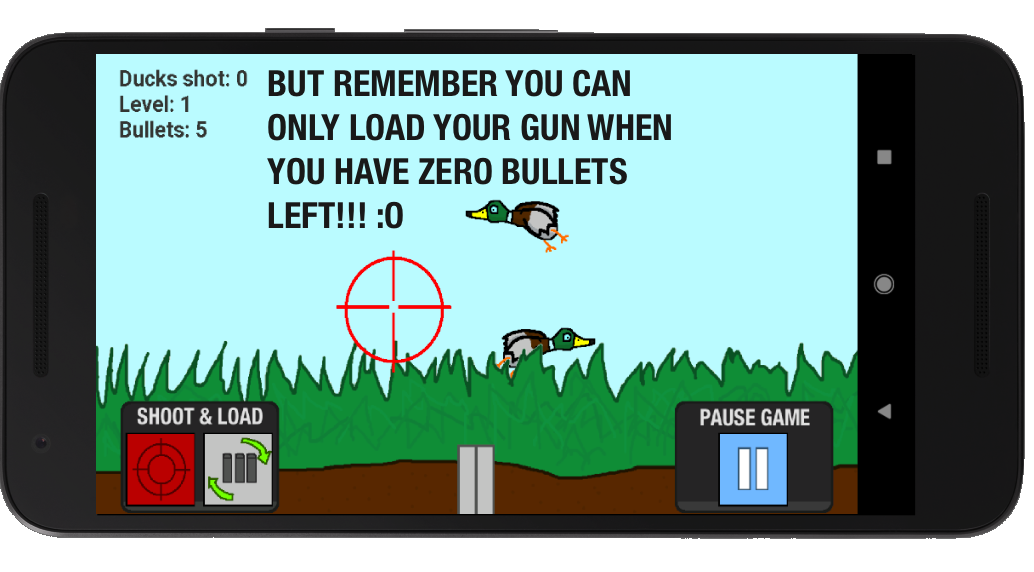 Ducks shot: 0
Level: 1
Bullets: 5
BUT REMEMBER YOU CAN
ONLY LOAD YOUR GUN WHEN
YOU HAVE ZERO BULLETS
LEFT!!! :O
SHOOT & LOAD
PAUSE GAME